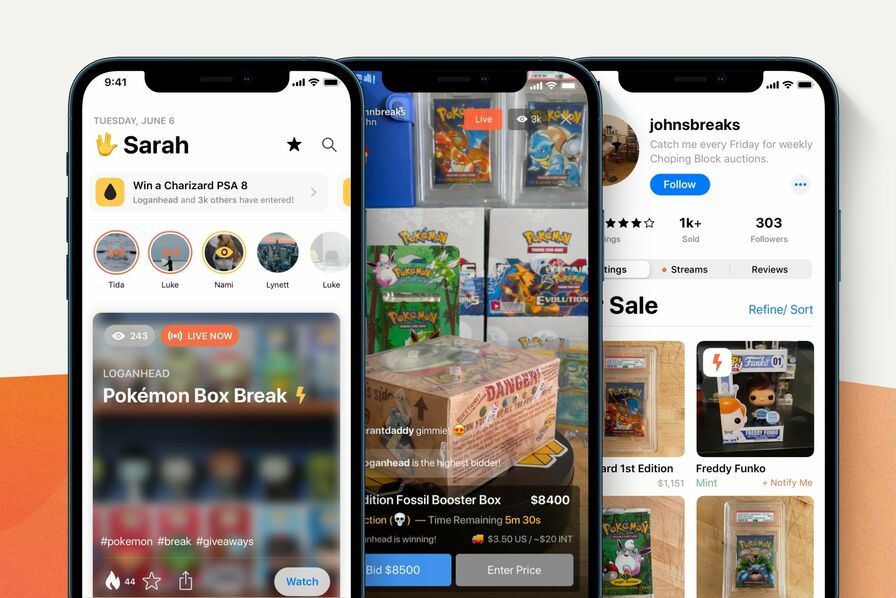 9:41
TUESDAY, JUNE 6
Sarah
Win a Charizard PSA 8
Loganhead and 3k others have entered!
Tida
Luke
Nami
Lynett
Luke
243
LIVE NOW
LOGANHEAD
Pokémon Box Break
#pokemon #break #giveaways
44
Watch
nnbreaks
hn
Live
3k
Pokémon
Pokémon
Pokémon
Pokémon
EVOLUTION
Pokémon
Pokémon
DANGER!
rantdaddy gimmie
oganhead is the highest bidder!
dition Fossil Booster Box
$8400
ction ( ) — Time Remaining 5m 30s
anhead is winning!
$3.50 US / ~$20 INT
Bid $8500
Enter Price
johnsbreaks
Catch me every Friday for weekly
Choping Block auctions.
Follow
1k+
303
ings
Sold
Followers
tings
Streams
Reviews
Sale
Refine/ Sort
Pokémon
Funko
01
FREDDY FUNKO
ard 1st Edition
$1,151
Freddy Funko
Mint
+ Notify Me
Pokémon
Pokémon